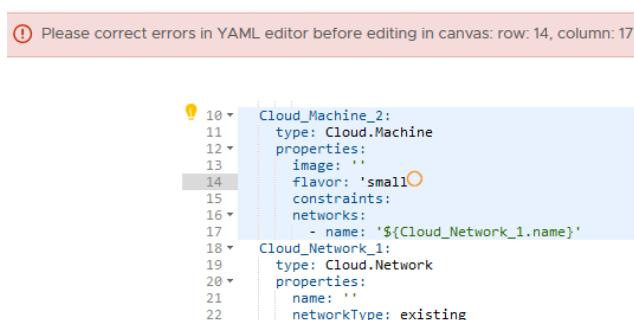 Please correct errors in YAML editor before editing in canvas: row: 14, column: 17
10 Cloud_Machine_2:
11 type: Cloud.Machine
12 properties:
13 image: ''
14 flavor: 'small
15 constraints:
16 networks:
17 - name: '${Cloud_Network_1.name}'
18 Cloud_Network_1:
19 type: Cloud.Network
20 properties:
21 name: ''
22 networkType: existing